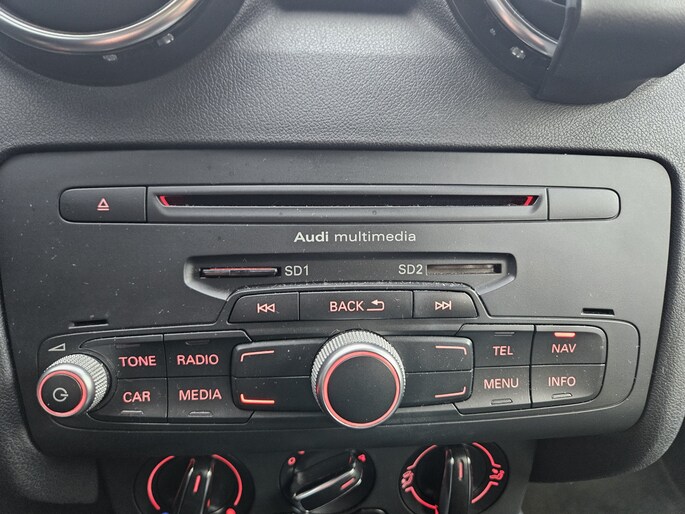 Audi multimedia
SD1 SD2
BACK
TONE RADIO TEL NAV
CAR MEDIA MENU INFO